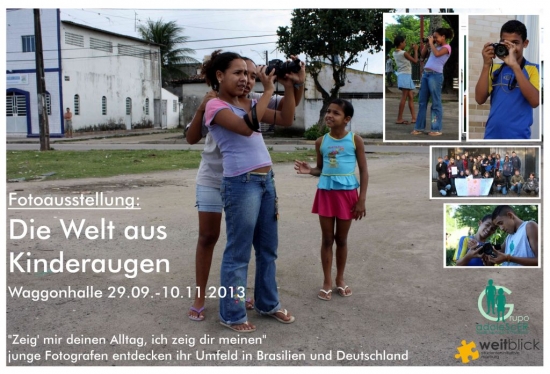 Fotoausstellung:
Die Welt aus
Kinderaugen
Waggonhalle 29.09.-10.11.2013
"Zeig' mir deinen Alltag, ich zeig dir meinen"
junge Fotografen entdecken ihr Umfeld in Brasilien und Deutschland
Grupo
weitblick